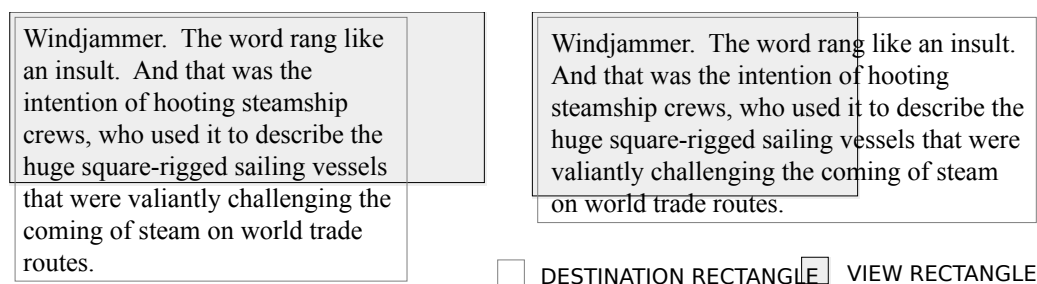 Windjammer.  The word rang like
an insult.  And that was the
intention of hooting steamship
crews, who used it to describe the
huge square-rigged sailing vessels
that were valiantly challenging the
coming of steam on world trade
routes.
Windjammer.  The word rang like an insult.
And that was the intention of hooting
steamship crews, who used it to describe the
huge square-rigged sailing vessels that were
valiantly challenging the coming of steam
on world trade routes.
DESTINATION RECTANGLE
VIEW RECTANGLE